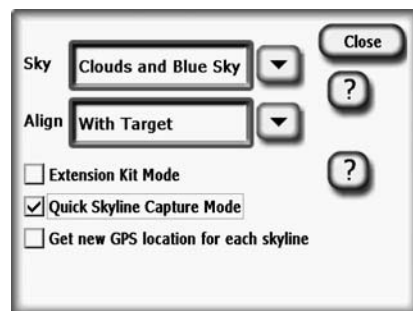 Close
Sky Clouds and Blue Sky
?
Align With Target
Extension Kit Mode
?
Quick Skyline Capture Mode
Get new GPS location for each skyline